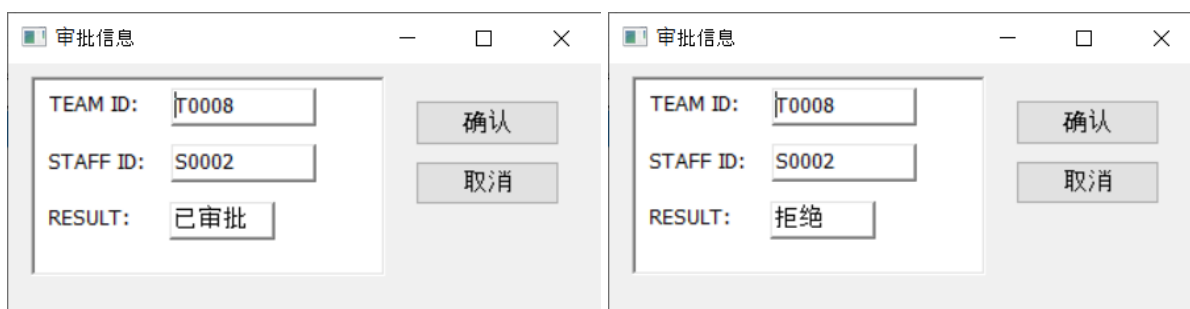 审批信息
TEAM ID: T0008
STAFF ID: S0002
RESULT: 已审批
确认
取消
审批信息
TEAM ID: T0008
STAFF ID: S0002
RESULT: 拒绝
确认
取消